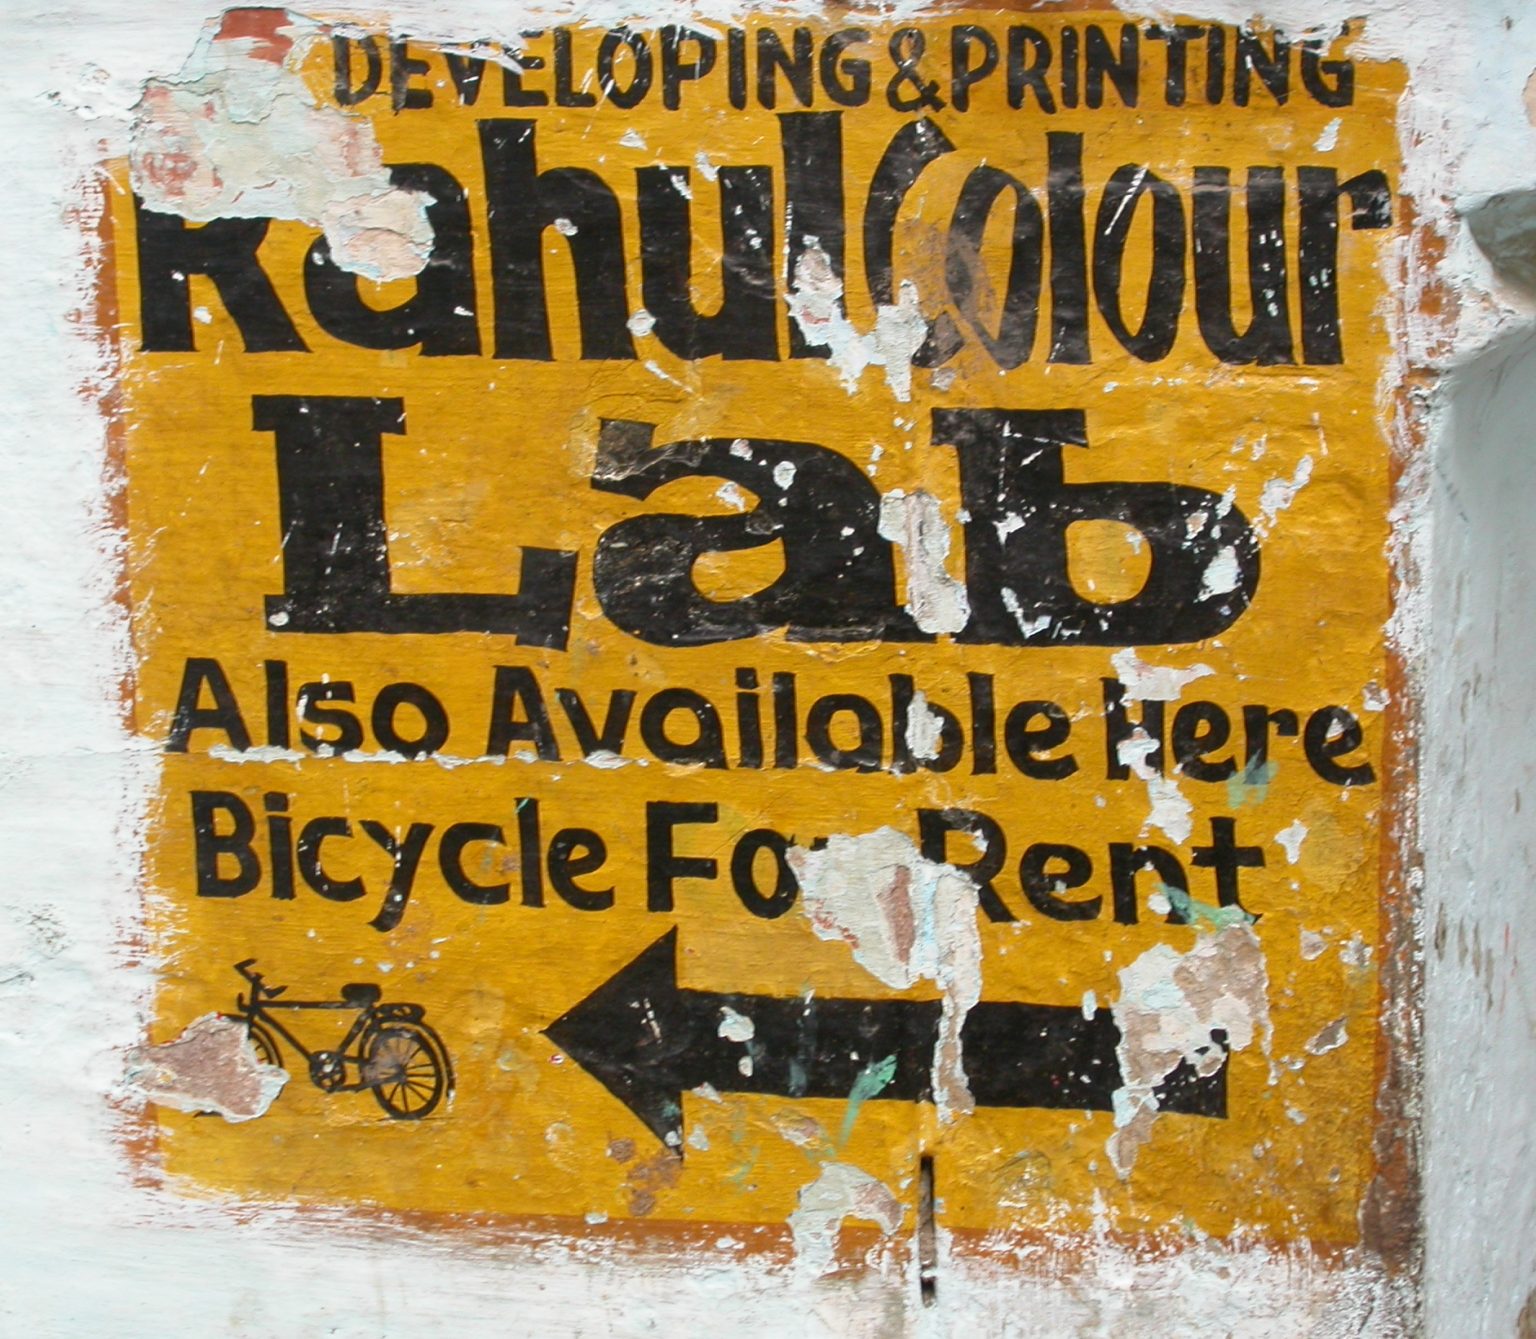 DEVELOPING & PRINTING
Rahul Colour
Lab
Also Available Here
Bicycle For Rent